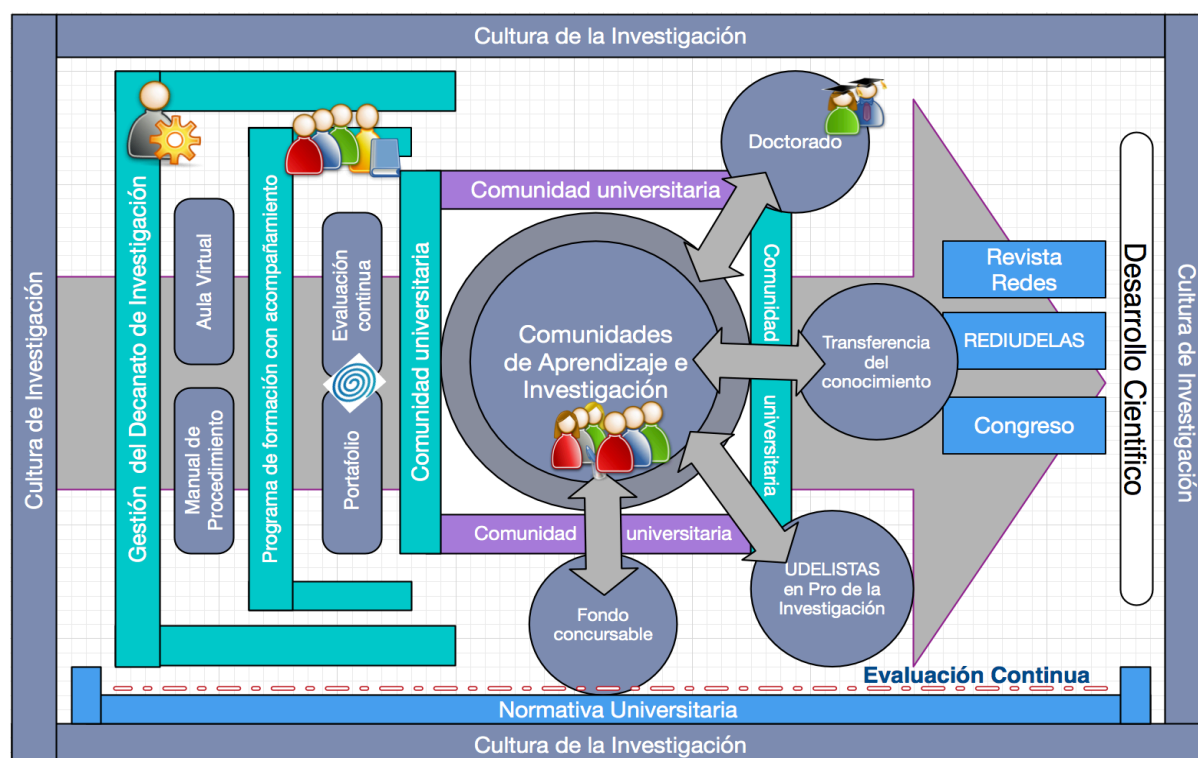 Cultura de la Investigación
Cultura de Investigación
Gestión del Decanato de Investigación
Aula Virtual
Manual de
Procedimiento
Programa de formación con acompañamiento
Evaluación
continua
Portafolio
Comunidad universitaria
Comunidad universitaria
Comunidades
de Aprendizaje e
Investigación
Comunidad universitaria
Comunidad
universitaria
Doctorado
Transferencia
del
conocimiento
UDELISTAS
en Pro de la
Investigación
Fondo
concursable
Revista
Redes
REDIUDELAS
Congreso
Desarrollo Cientifico
Cultura de Investigación
Evaluación Continua
Normativa Universitaria
Cultura de la Investigación